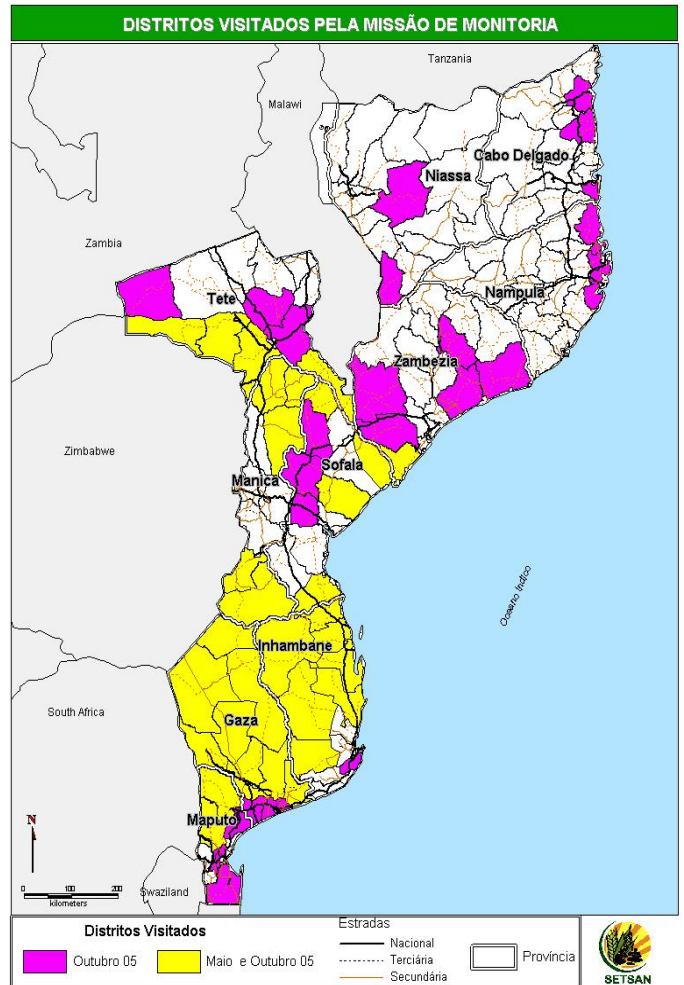 DISTRITOS VISITADOS PELA MISSÃO DE MONITORIA
Tanzania
Malawi
Cabo Delgado
Niassa
Zambia
Tete
Nampula
Zambezia
Zimbabwe
Sofala
Manica
Oceano Indico
Inhambane
South Africa
Gaza
Maputo
N
0 100 200
kilometers
Swaziland
Distritos Visitados
Outubro 05
Maio e Outubro 05
Estradas
Nacional
Terciária
Secundária
Província
SETSAN